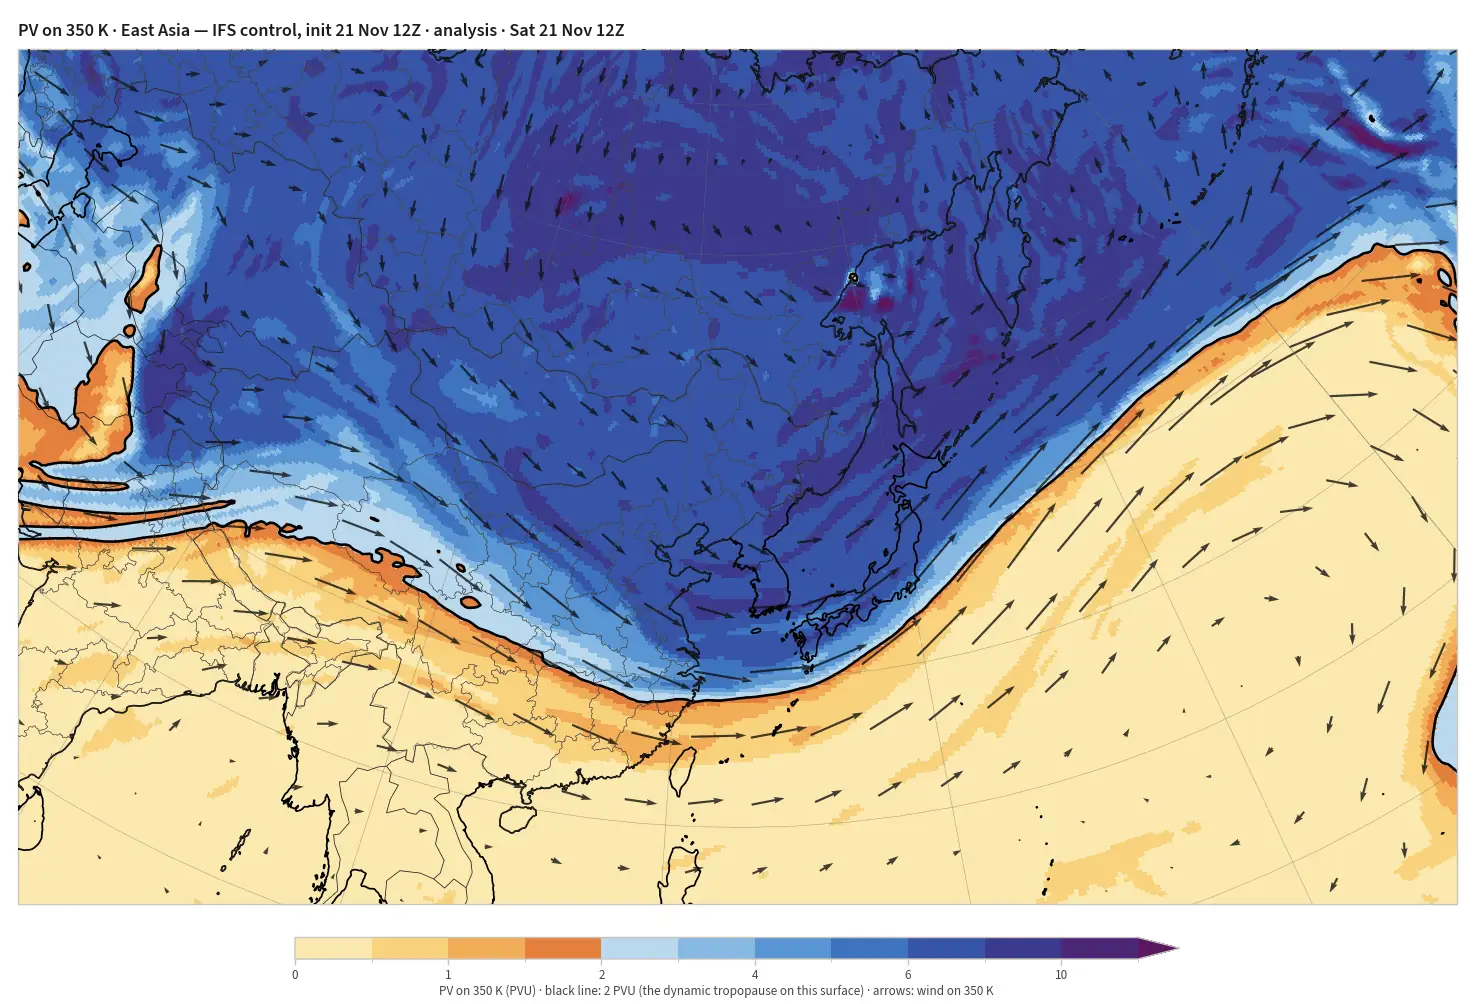 PV on 350 K · East Asia — IFS control, init 21 Nov 12Z · analysis · Sat 21 Nov 12Z
0 1 2 4 6 10
PV on 350 K (PVU) · black line: 2 PVU (the dynamic tropopause on this surface) · arrows: wind on 350 K